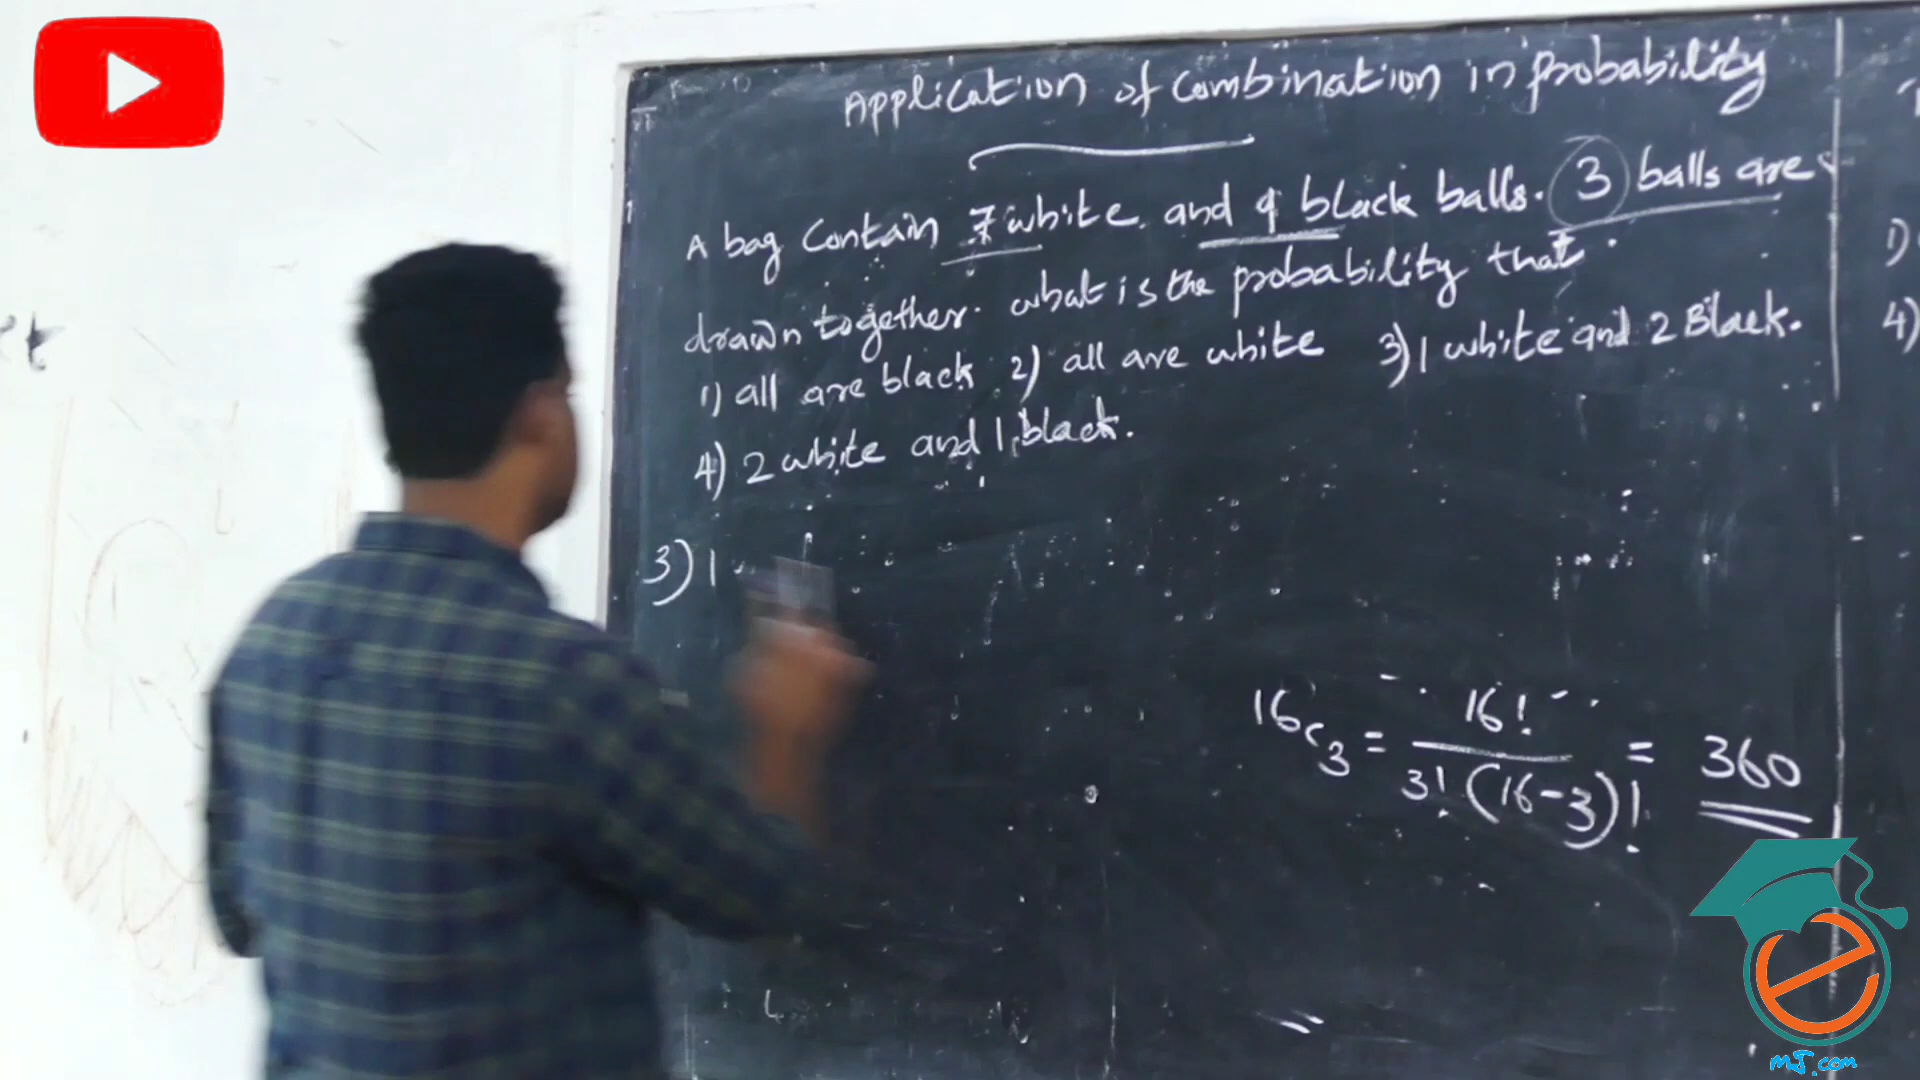 Application of Combination in probability
A bag Contain 7 white and 9 black balls. 3 balls are
drawn together. what is the probability that
1) all are black 2) all are white 3) 1 white and 2 Black.
4) 2 white and 1 black.
3) 1
16c3 = 16! / 3! (16-3)! = 360
1)
4)
mJ.com